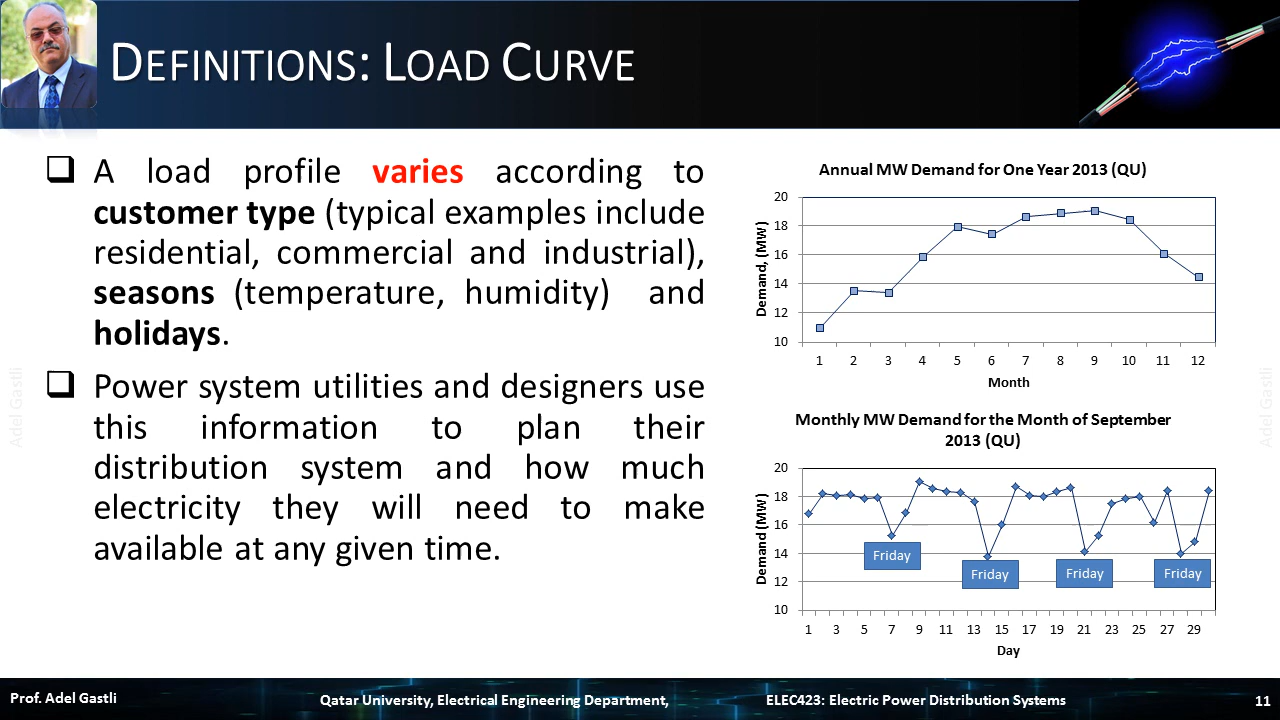 DEFINITIONS: LOAD CURVE
❑ A load profile varies according to
customer type (typical examples include
residential, commercial and industrial),
seasons (temperature, humidity) and
holidays.
❑ Power system utilities and designers use
this information to plan their
distribution system and how much
electricity they will need to make
available at any given time.
Annual MW Demand for One Year 2013 (QU)
Demand, (MW)
20
18
16
14
12
10
1 2 3 4 5 6 7 8 9 10 11 12
Month
Monthly MW Demand for the Month of September
2013 (QU)
Demand (MW)
20
18
16
14
12
10
Friday
Friday
Friday
Friday
1 3 5 7 9 11 13 15 17 19 21 23 25 27 29
Day
Adel Gastli
Adel Gastli
Prof. Adel Gastli
Qatar University, Electrical Engineering Department,
ELEC423: Electric Power Distribution Systems
11